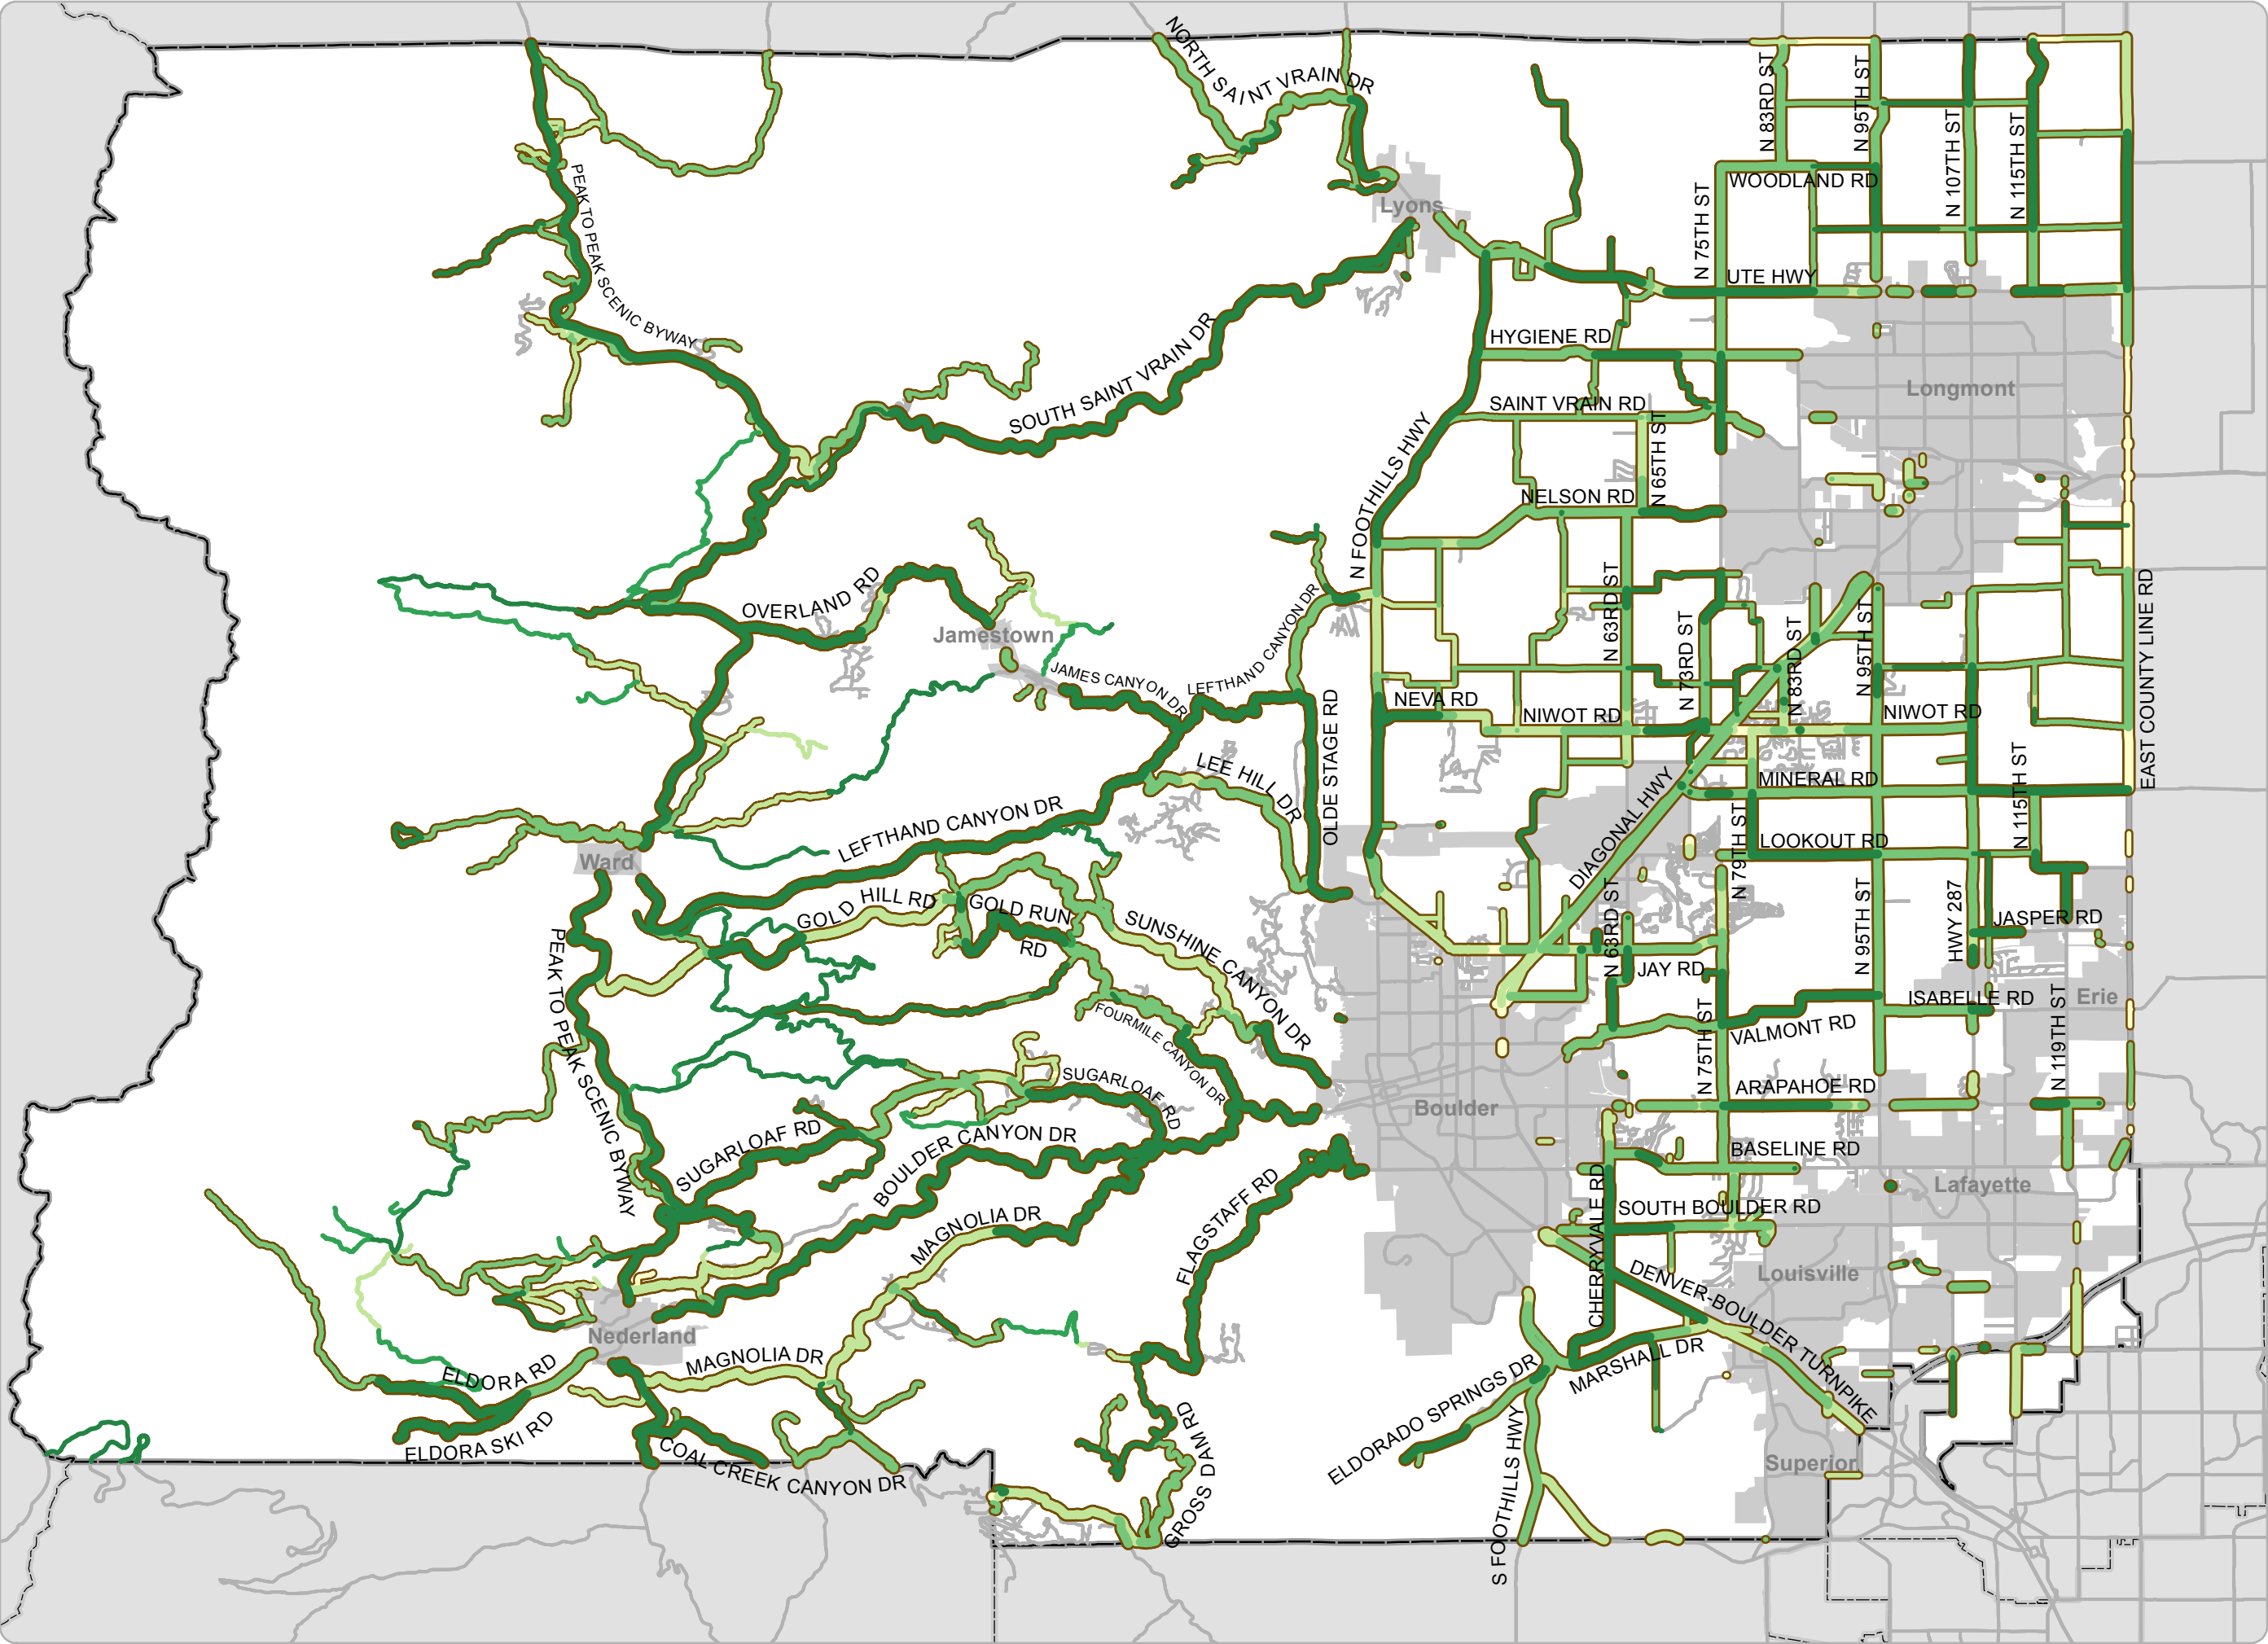 NORTH SAINT VRAIN DR
N 83RD ST
N 95TH ST
N 107TH ST
N 115TH ST
WOODLAND RD
PEAK TO PEAK SCENIC BYWAY
Lyons
N 75TH ST
UTE HWY
HYGIENE RD
SOUTH SAINT VRAIN DR
Longmont
SAINT VRAIN RD
N 65TH ST
N FOOTHILLS HWY
NELSON RD
OVERLAND RD
Jamestown
N 63RD ST
N 73RD ST
N 83RD ST
N 95TH ST
EAST COUNTY LINE RD
JAMES CANYON DR
LEFTHAND CANYON DR
OLDE STAGE RD
NEVA RD
NIWOT RD
NIWOT RD
LEE HILL DR
MINERAL RD
N 115TH ST
DIAGONAL HWY
LEFTHAND CANYON DR
N 79TH ST
LOOKOUT RD
Ward
GOLD HILL RD
GOLD RUN
RD
SUNSHINE CANYON DR
N 63RD ST
N 95TH ST
HWY 287
JASPER RD
PEAK TO PEAK SCENIC BYWAY
JAY RD
ISABELLE RD
Erie
FOURMILE CANYON DR
N 75TH ST
VALMONT RD
N 119TH ST
SUGARLOAF RD
ARAPAHOE RD
Boulder
SUGARLOAF RD
BOULDER CANYON DR
BASELINE RD
FLAGSTAFF RD
CHERRYVALE RD
SOUTH BOULDER RD
Lafayette
MAGNOLIA DR
DENVER-BOULDER TURNPIKE
Louisville
Nederland
MAGNOLIA DR
ELDORA RD
MARSHALL DR
ELDORADO SPRINGS DR
ELDORA SKI RD
COAL CREEK CANYON DR
GROSS DAM RD
S FOOTHILLS HWY
Superior